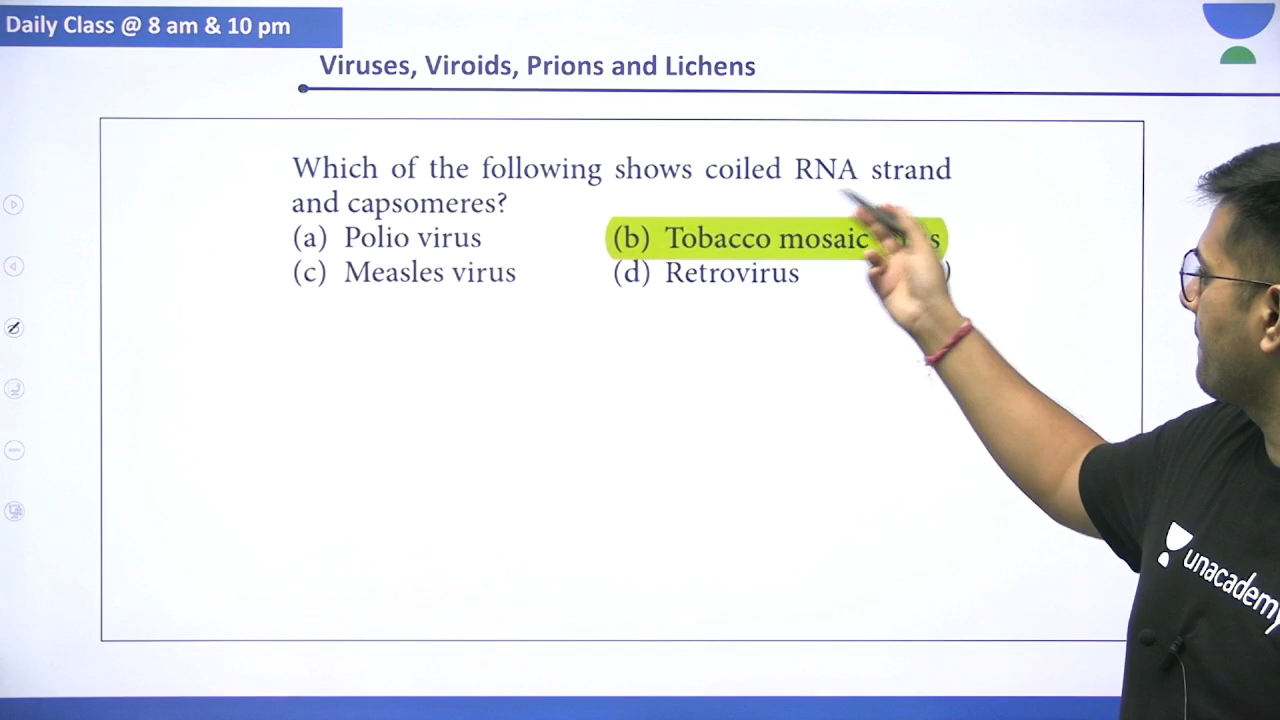 Daily Class @ 8 am & 10 pm
Viruses, Viroids, Prions and Lichens
Which of the following shows coiled RNA strand
and capsomeres?
(a) Polio virus (b) Tobacco mosaic
(c) Measles virus (d) Retrovirus )
unacademy